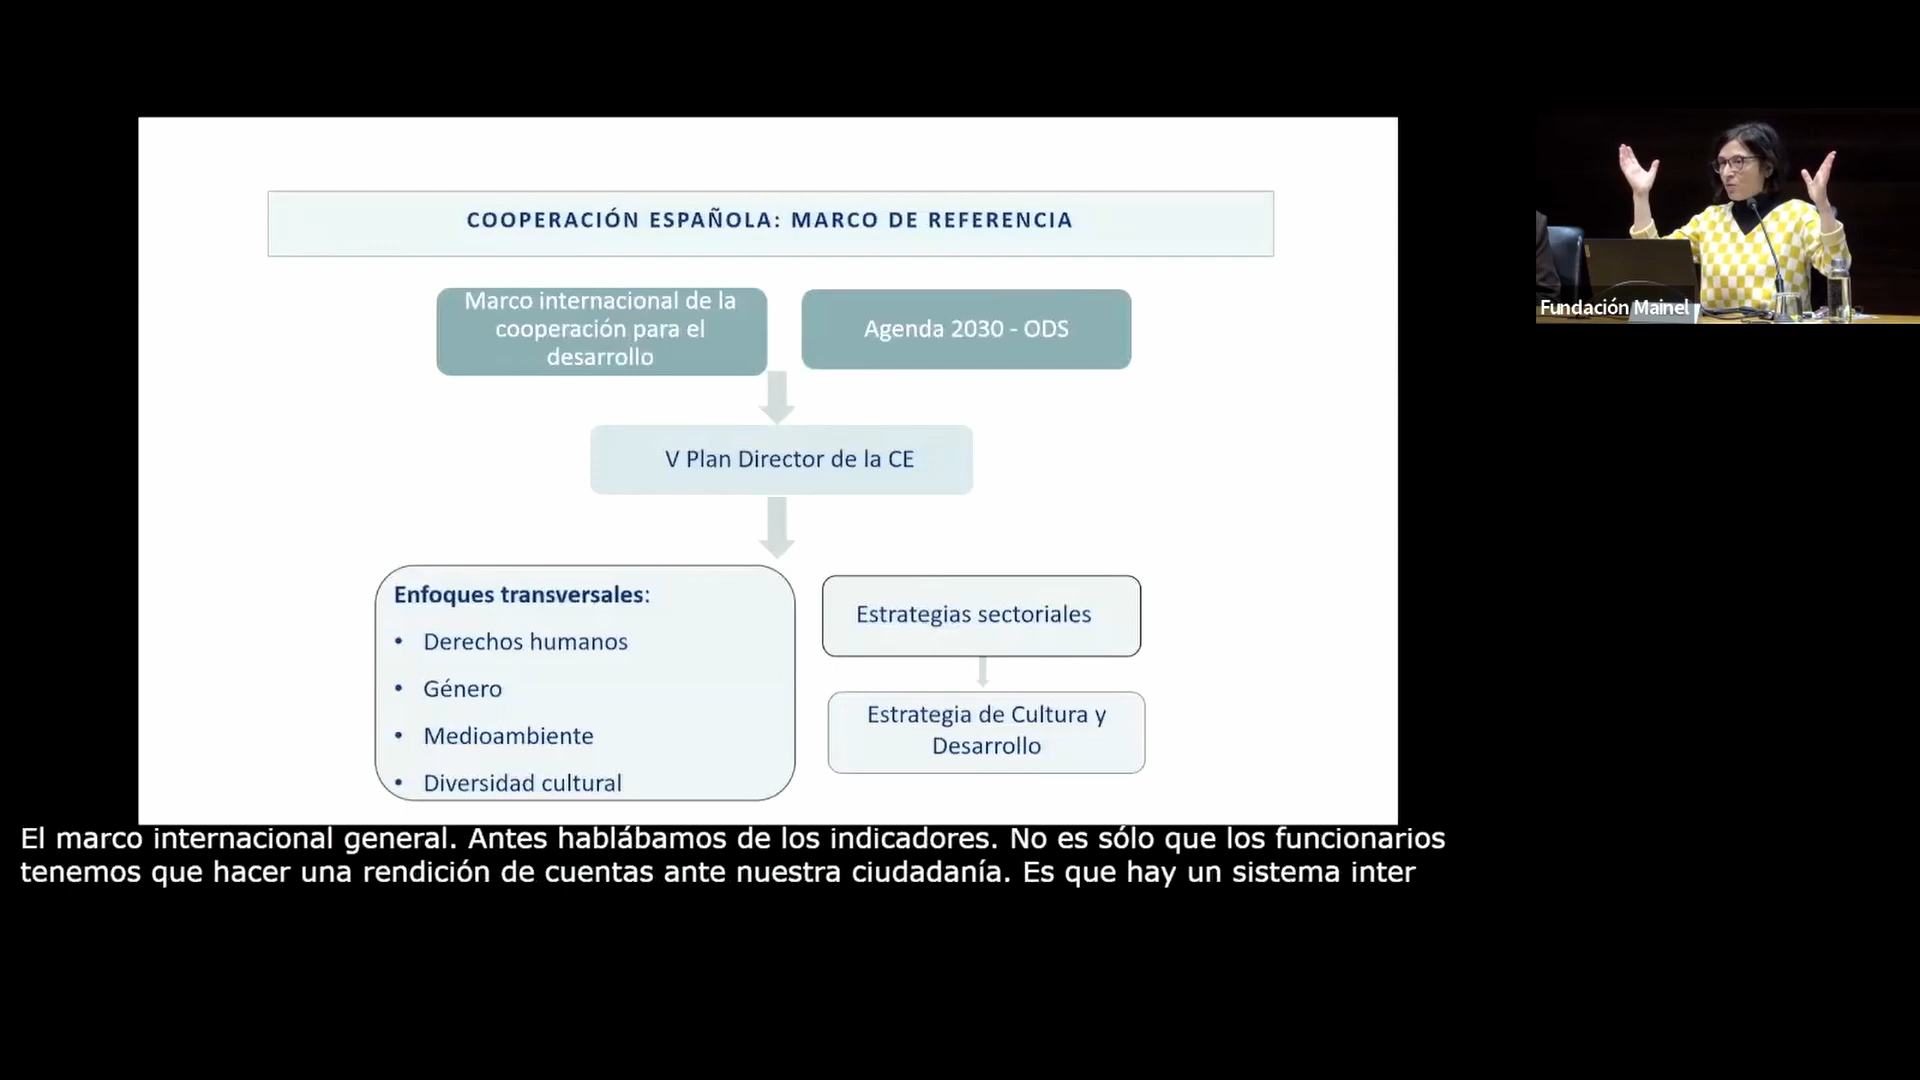 COOPERACIÓN ESPAÑOLA: MARCO DE REFERENCIA
Marco internacional de la
cooperación para el
desarrollo
Agenda 2030 - ODS
V Plan Director de la CE
Enfoques transversales:
• Derechos humanos
• Género
• Medioambiente
• Diversidad cultural
Estrategias sectoriales
Estrategia de Cultura y
Desarrollo
Fundación Mainel
El marco internacional general. Antes hablábamos de los indicadores. No es sólo que los funcionarios
tenemos que hacer una rendición de cuentas ante nuestra ciudadanía. Es que hay un sistema inter